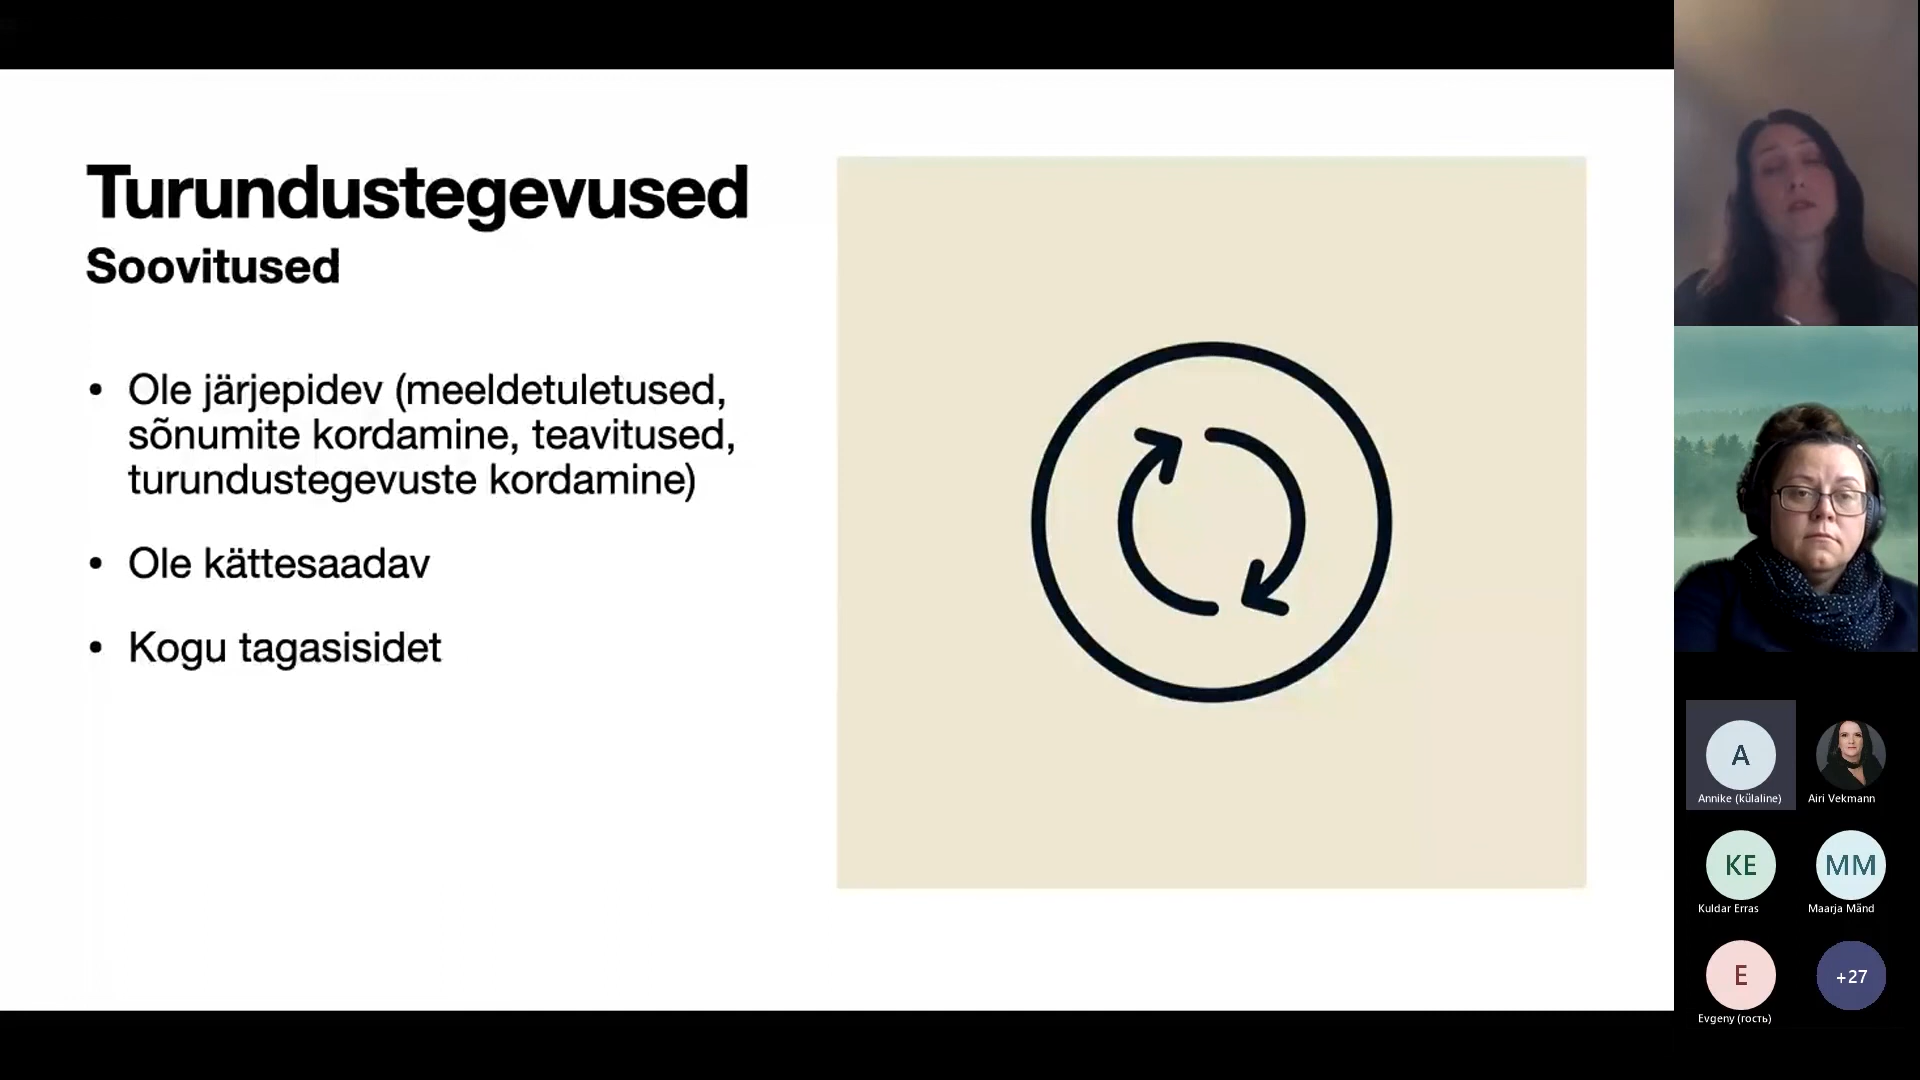 Turundustegevused
Soovitused
• Ole järjepidev (meeldetuletused,
sõnumite kordamine, teavitused,
turundustegevuste kordamine)
• Ole kättesaadav
• Kogu tagasisidet
A
Annike (külaline)
Airi Vekmann
KE
Kuldar Erras
MM
Maarja Mänd
E
Evgeny (гость)
+27